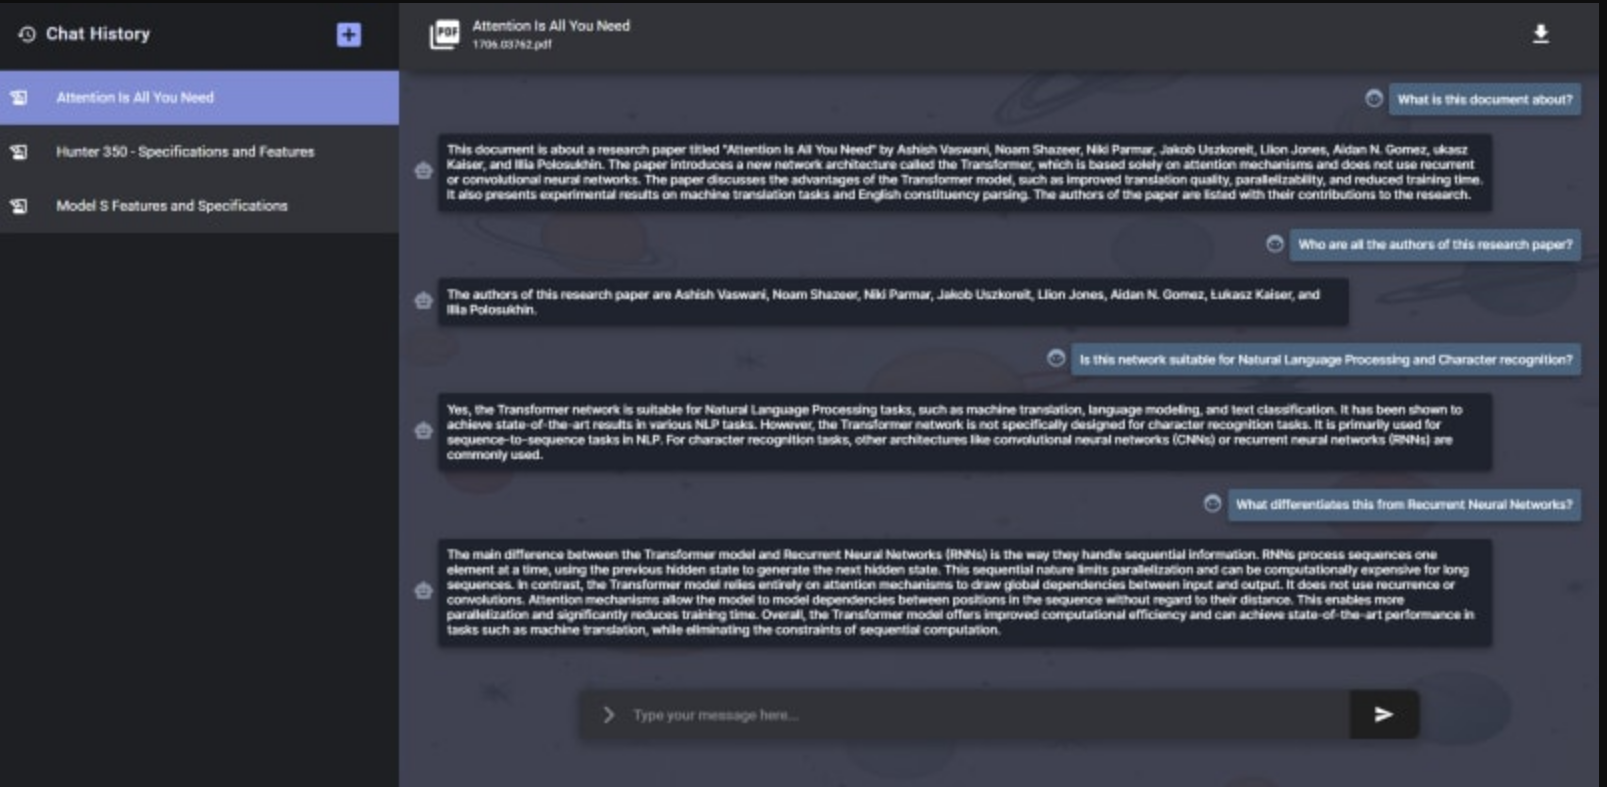 Chat History
Attention Is All You Need
Hunter 350 - Specifications and Features
Model S Features and Specifications
PDF
Attention Is All You Need
1706.03762.pdf
What is this document about?
This document is about a research paper titled "Attention Is All You Need" by Ashish Vaswani, Noam Shazeer, Niki Parmar, Jakob Uszkoreit, Llion Jones, Aidan N. Gomez, ukasz
Kaiser, and Illia Polosukhin. The paper introduces a new network architecture called the Transformer, which is based solely on attention mechanisms and does not use recurrent
or convolutional neural networks. The paper discusses the advantages of the Transformer model, such as improved translation quality, parallelizability, and reduced training time.
It also presents experimental results on machine translation tasks and English constituency parsing. The authors of the paper are listed with their contributions to the research.
Who are all the authors of this research paper?
The authors of this research paper are Ashish Vaswani, Noam Shazeer, Niki Parmar, Jakob Uszkoreit, Llion Jones, Aidan N. Gomez, Łukasz Kaiser, and
Illia Polosukhin.
Is this network suitable for Natural Language Processing and Character recognition?
Yes, the Transformer network is suitable for Natural Language Processing tasks, such as machine translation, language modeling, and text classification. It has been shown to
achieve state-of-the-art results in various NLP tasks. However, the Transformer network is not specifically designed for character recognition tasks. It is primarily used for
sequence-to-sequence tasks in NLP. For character recognition tasks, other architectures like convolutional neural networks (CNNs) or recurrent neural networks (RNNs) are
commonly used.
What differentiates this from Recurrent Neural Networks?
The main difference between the Transformer model and Recurrent Neural Networks (RNNs) is the way they handle sequential information. RNNs process sequences one
element at a time, using the previous hidden state to generate the next hidden state. This sequential nature limits parallelization and can be computationally expensive for long
sequences. In contrast, the Transformer model relies entirely on attention mechanisms to draw global dependencies between input and output. It does not use recurrence or
convolutions. Attention mechanisms allow the model to model dependencies between positions in the sequence without regard to their distance. This enables more
parallelization and significantly reduces training time. Overall, the Transformer model offers improved computational efficiency and can achieve state-of-the-art performance in
tasks such as machine translation, while eliminating the constraints of sequential computation.
Type your message here...